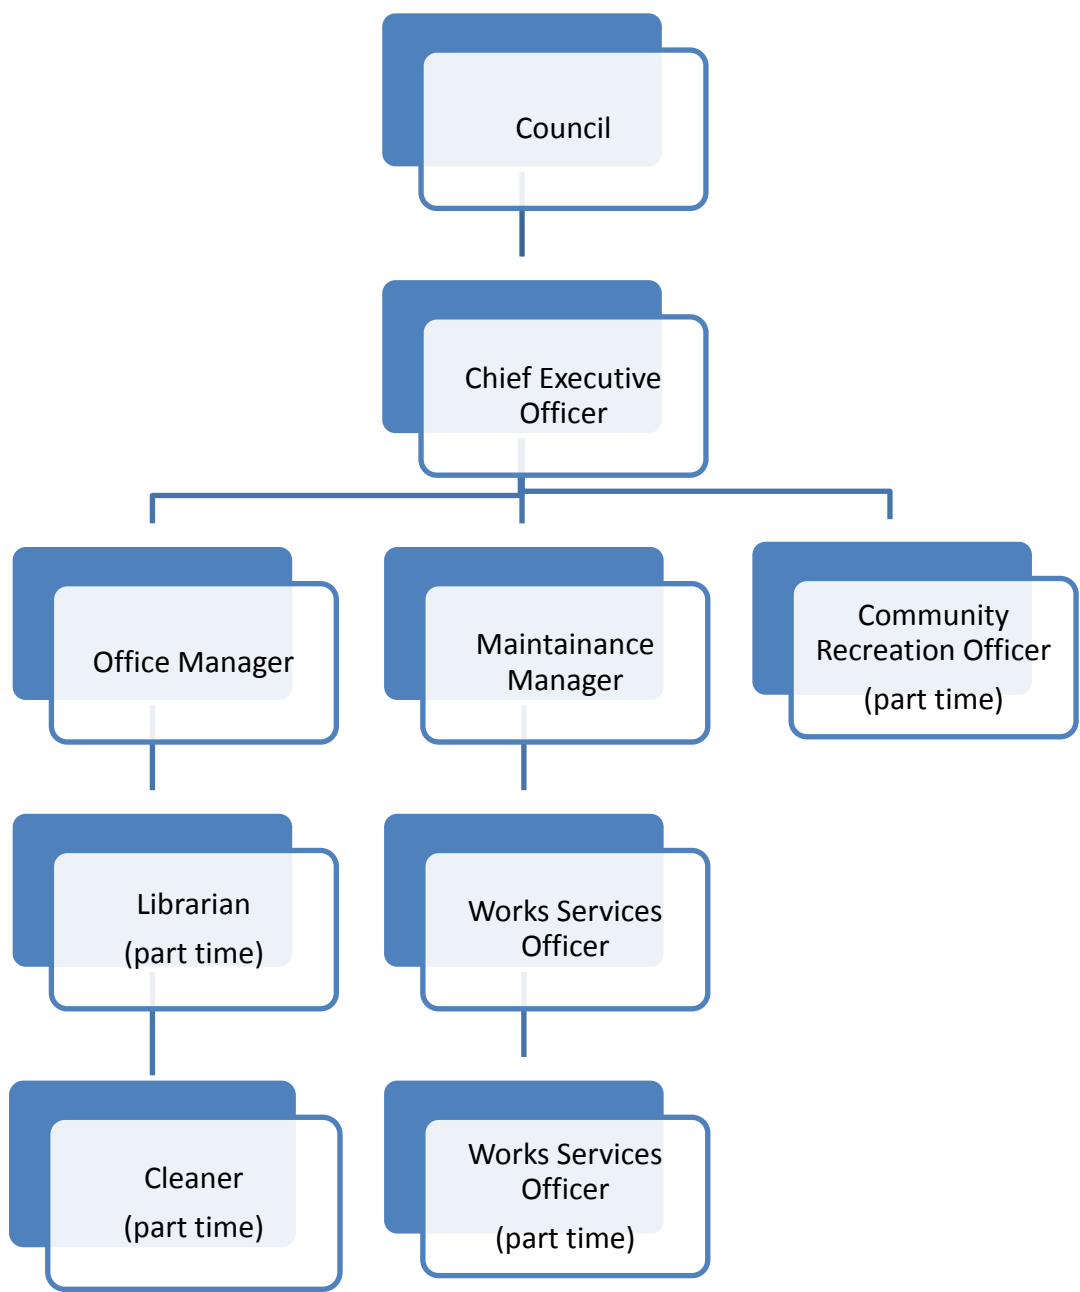 Council
Chief Executive
Officer
Office Manager
Maintainance
Manager
Community
Recreation Officer
(part time)
Librarian
(part time)
Works Services
Officer
Cleaner
(part time)
Works Services
Officer
(part time)